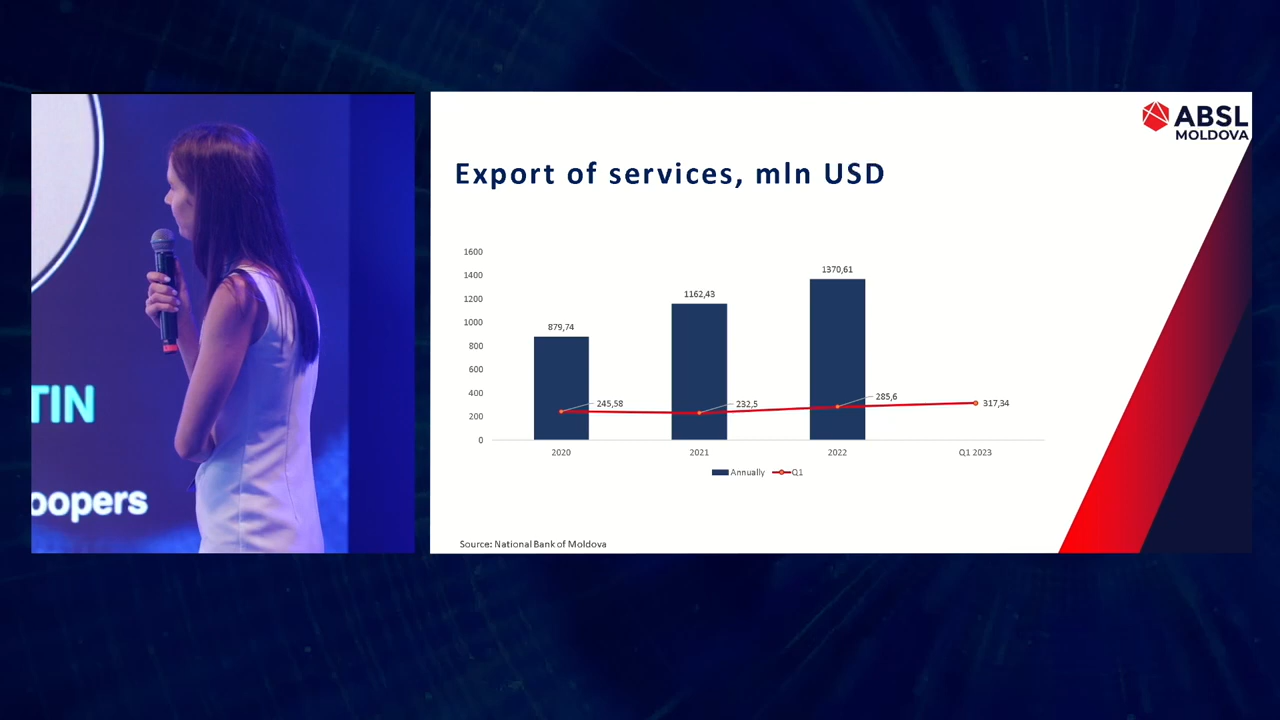 TIN
oopers
ABSL
MOLDOVA
Export of services, mln USD
1600
1400
1200
1000
800
600
400
200
0
879,74
1162,43
1370,61
245,58
232,5
285,6
317,34
2020
2021
2022
Q1 2023
Annually
Q1
Source: National Bank of Moldova